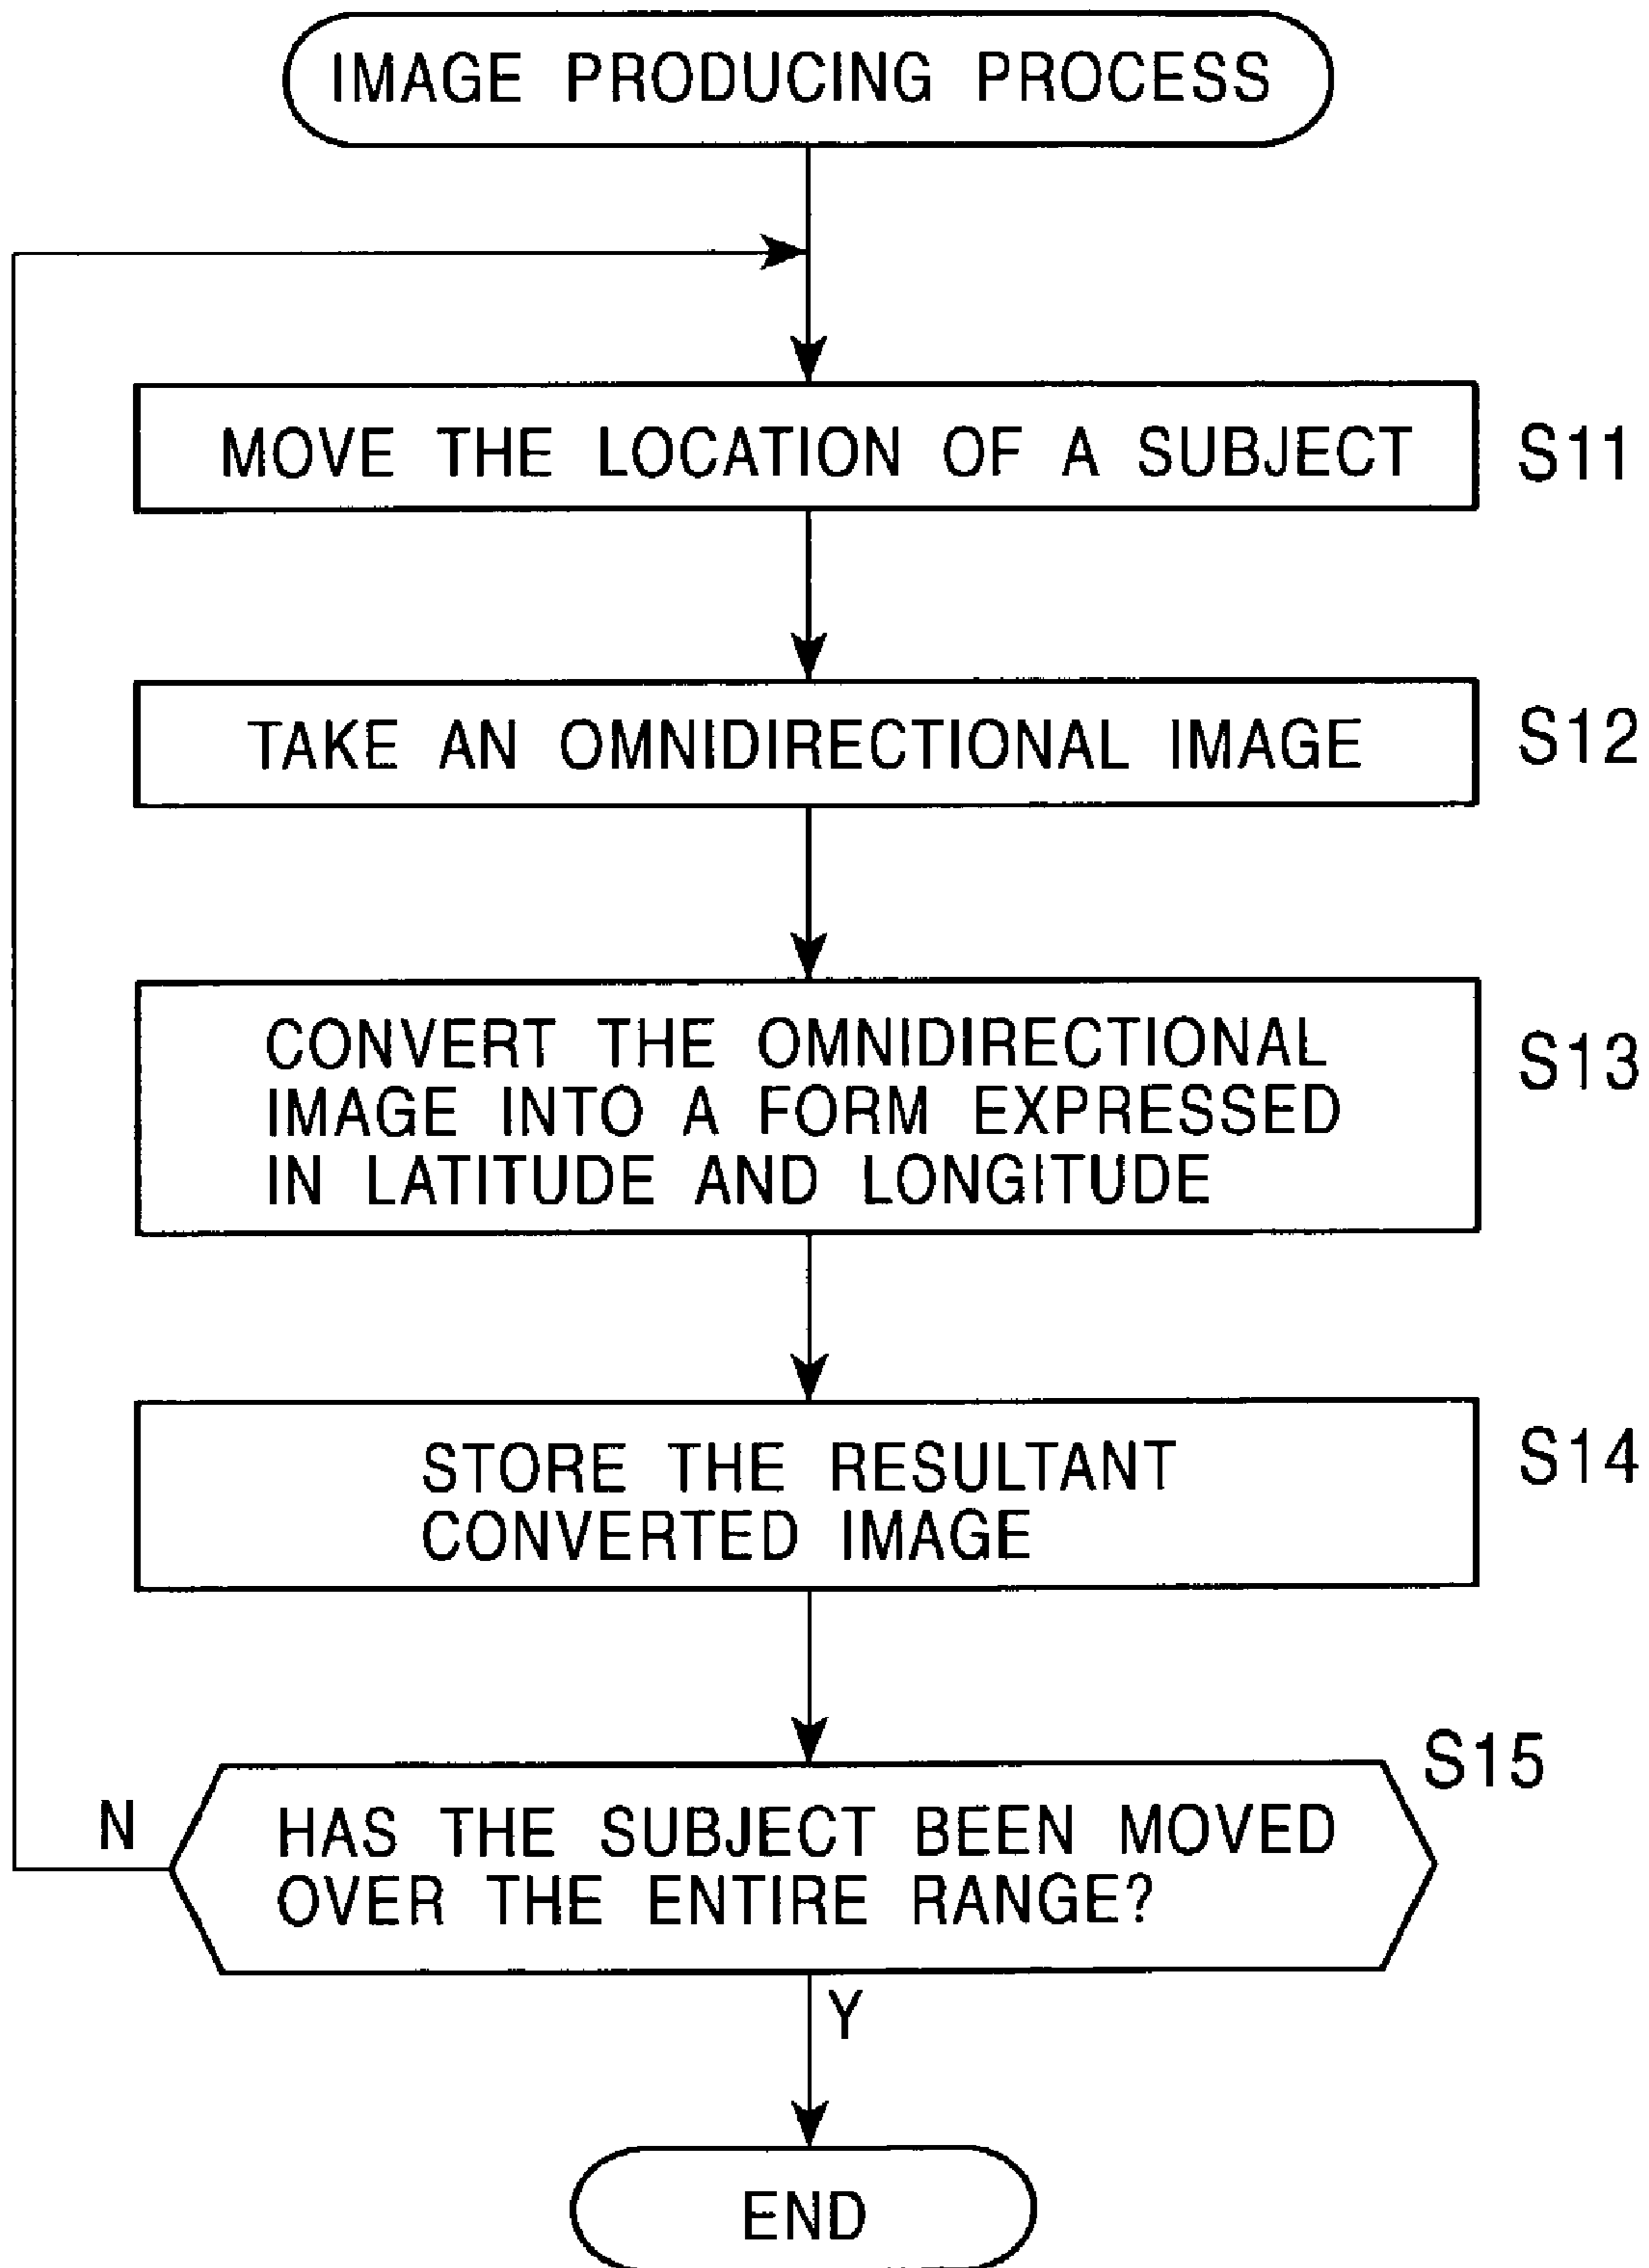 IMAGE PRODUCING PROCESS
MOVE THE LOCATION OF A SUBJECT
S11
TAKE AN OMNIDIRECTIONAL IMAGE
S12
CONVERT THE OMNIDIRECTIONAL
IMAGE INTO A FORM EXPRESSED
IN LATITUDE AND LONGITUDE
S13
STORE THE RESULTANT
CONVERTED IMAGE
S14
S15
N
HAS THE SUBJECT BEEN MOVED
OVER THE ENTIRE RANGE?
Y
END